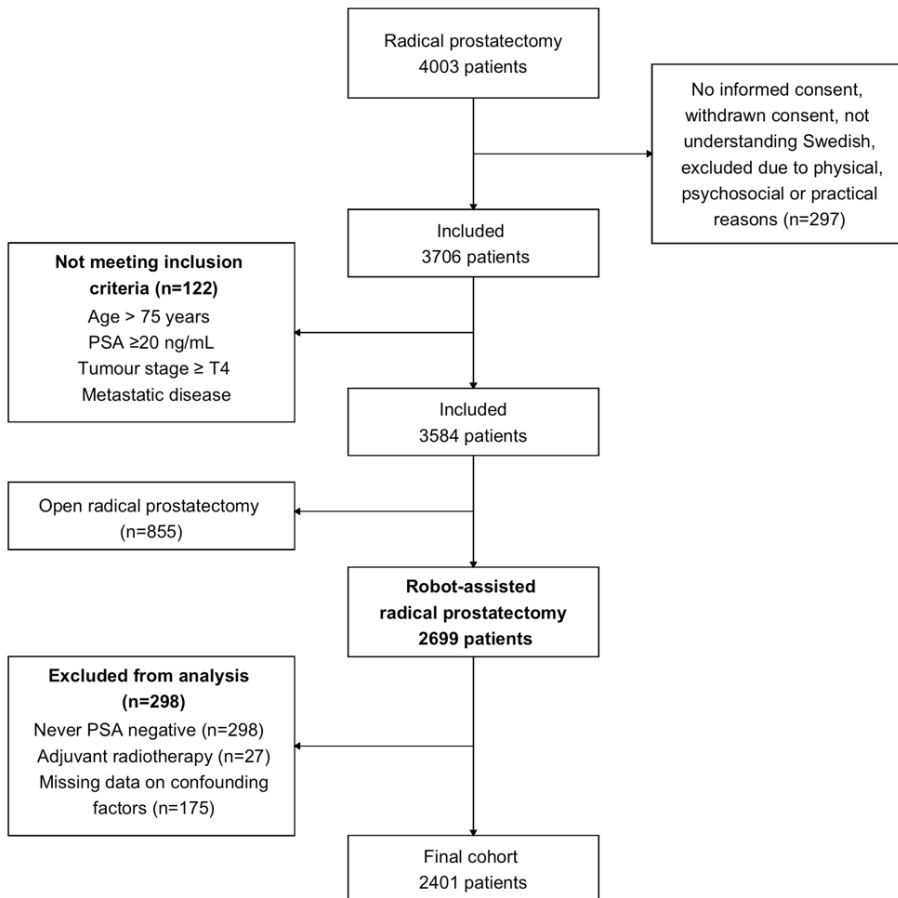 Radical prostatectomy
4003 patients
No informed consent,
withdrawn consent, not
understanding Swedish,
excluded due to physical,
psychosocial or practical
reasons (n=297)
Included
3706 patients
Not meeting inclusion
criteria (n=122)
Age > 75 years
PSA ≥20 ng/mL
Tumour stage ≥ T4
Metastatic disease
Included
3584 patients
Open radical prostatectomy
(n=855)
Robot-assisted
radical prostatectomy
2699 patients
Excluded from analysis
(n=298)
Never PSA negative (n=298)
Adjuvant radiotherapy (n=27)
Missing data on confounding
factors (n=175)
Final cohort
2401 patients